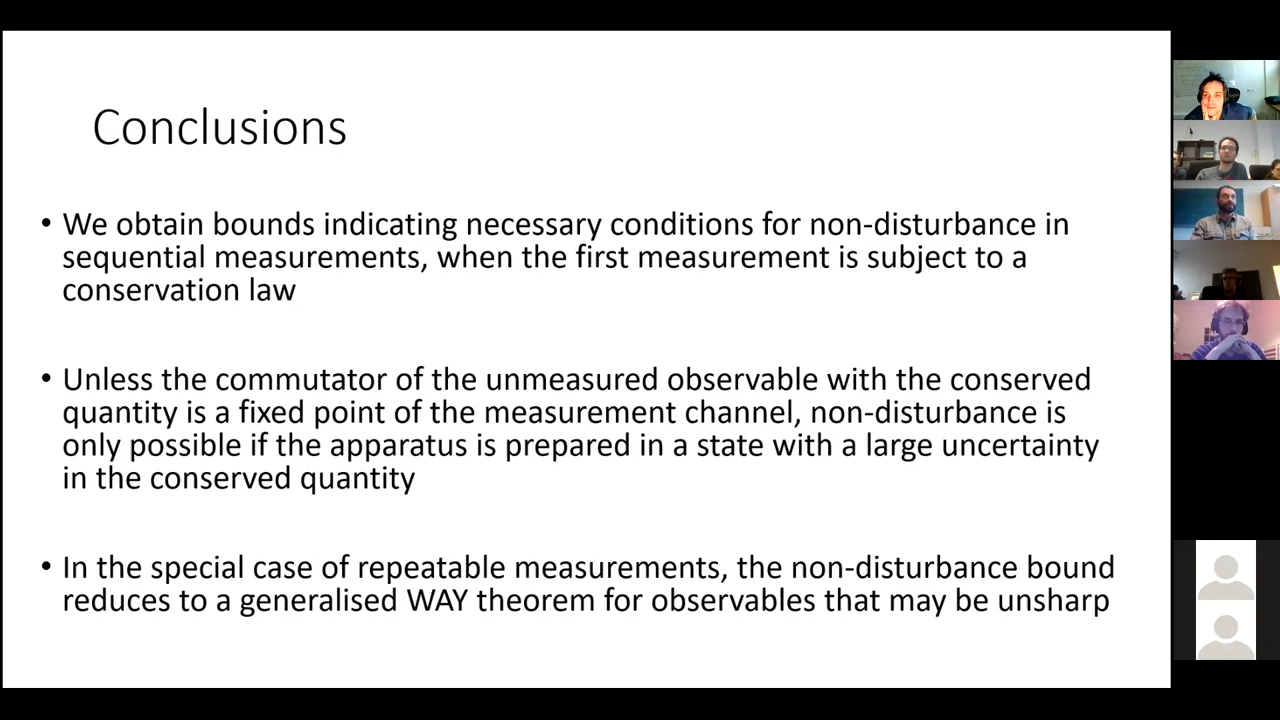 Conclusions
• We obtain bounds indicating necessary conditions for non-disturbance in
sequential measurements, when the first measurement is subject to a
conservation law
• Unless the commutator of the unmeasured observable with the conserved
quantity is a fixed point of the measurement channel, non-disturbance is
only possible if the apparatus is prepared in a state with a large uncertainty
in the conserved quantity
• In the special case of repeatable measurements, the non-disturbance bound
reduces to a generalised WAY theorem for observables that may be unsharp